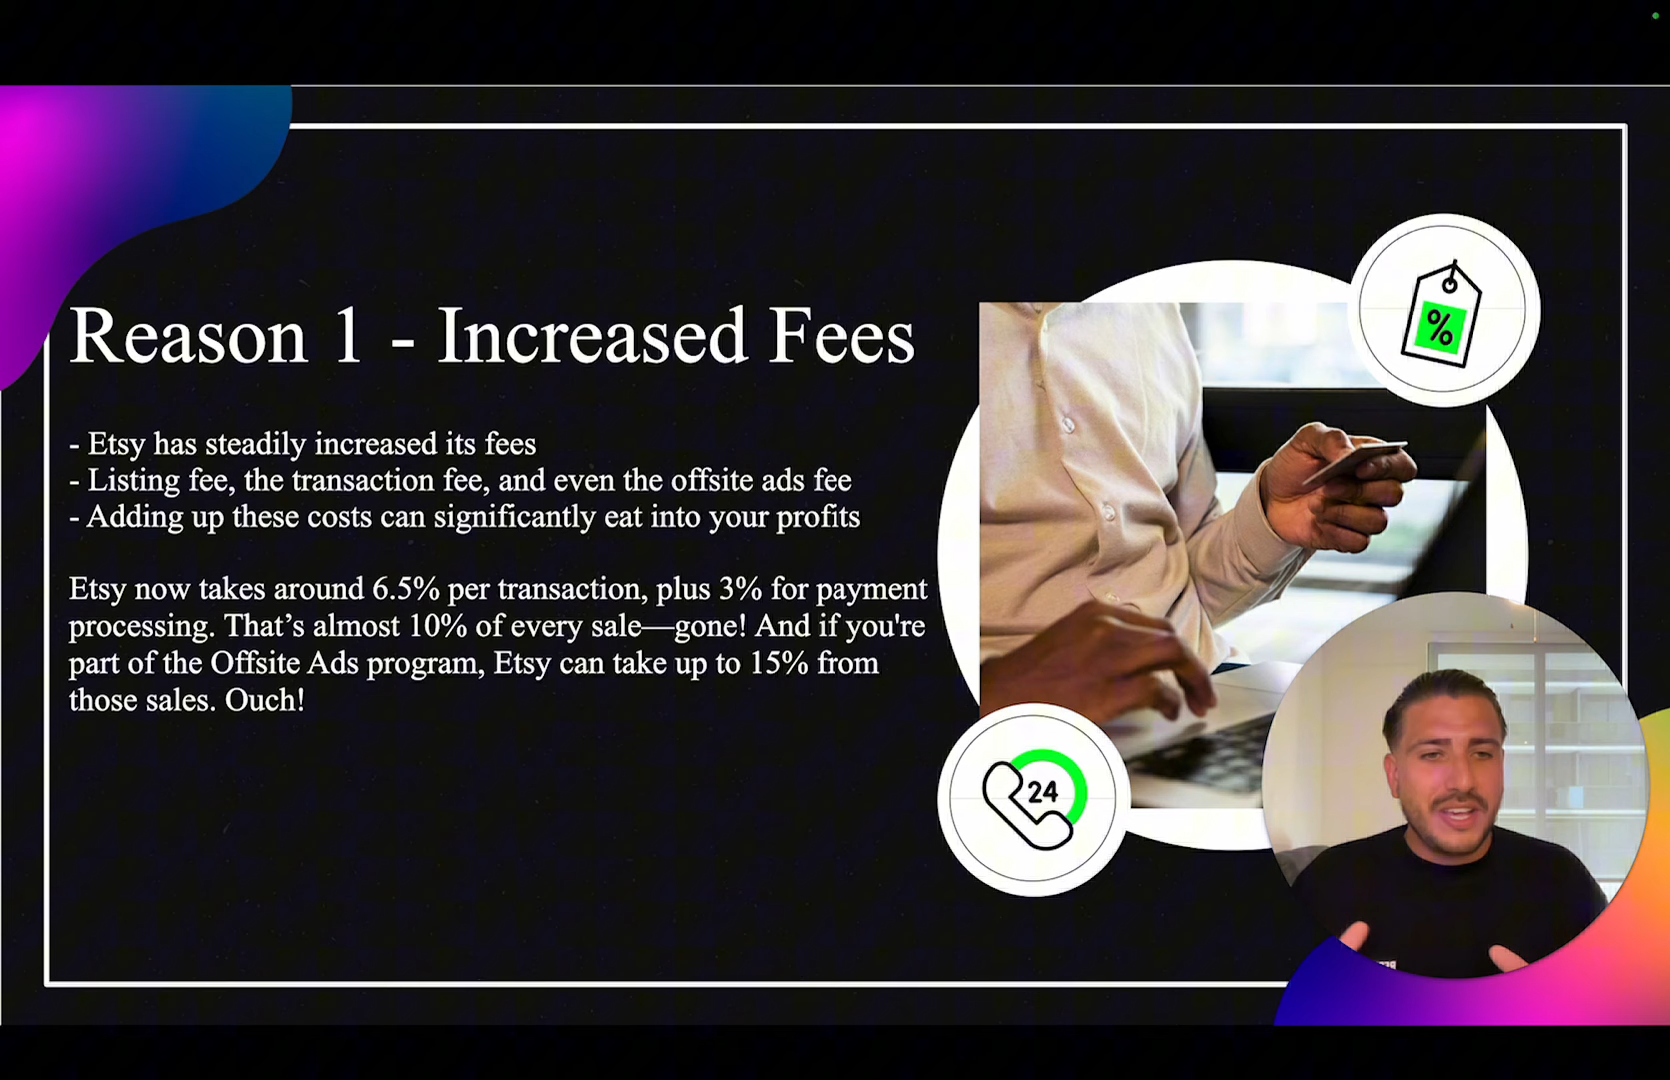 Reason 1 - Increased Fees
- Etsy has steadily increased its fees
- Listing fee, the transaction fee, and even the offsite ads fee
- Adding up these costs can significantly eat into your profits
Etsy now takes around 6.5% per transaction, plus 3% for payment
processing. That’s almost 10% of every sale—gone! And if you're
part of the Offsite Ads program, Etsy can take up to 15% from
those sales. Ouch!
%
24